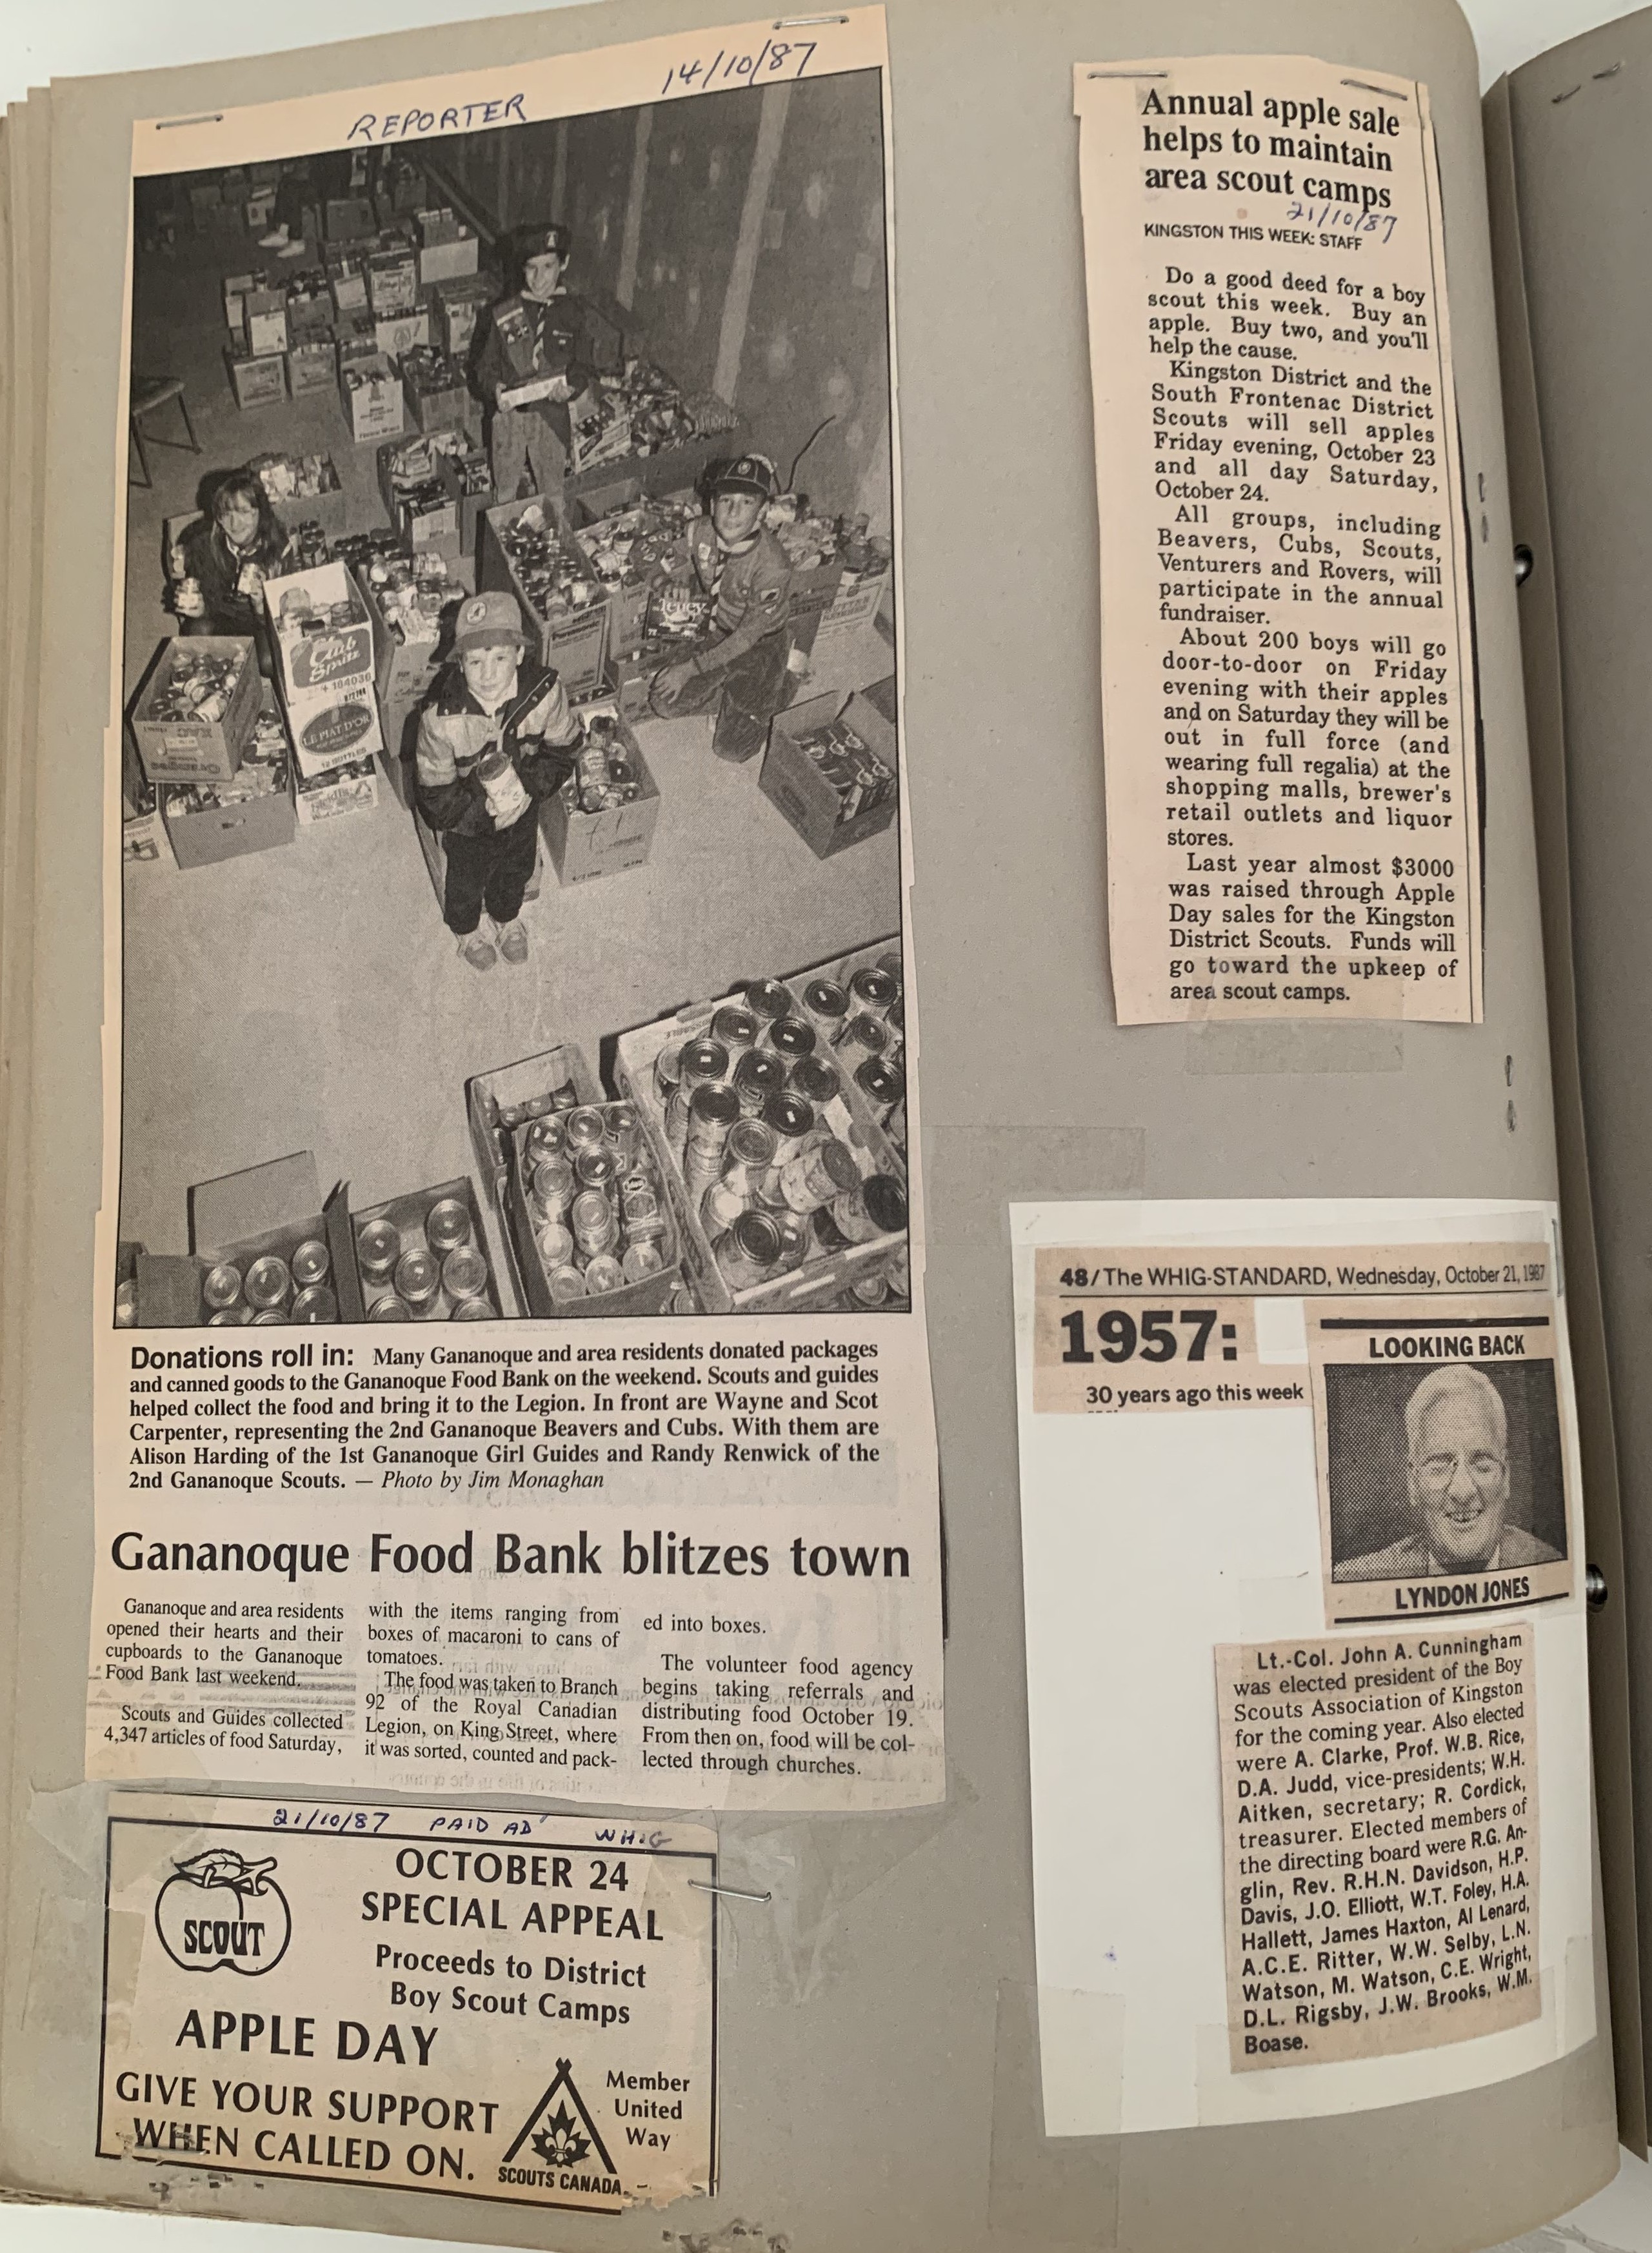 REPORTER 14/10/87
Club
Spritz
+ 184036
LE PIAT D'OR
12 BOTTLES
Tetley
Donations roll in: Many Gananoque and area residents donated packages
and canned goods to the Gananoque Food Bank on the weekend. Scouts and guides
helped collect the food and bring it to the Legion. In front are Wayne and Scot
Carpenter, representing the 2nd Gananoque Beavers and Cubs. With them are
Alison Harding of the 1st Gananoque Girl Guides and Randy Renwick of the
2nd Gananoque Scouts. — Photo by Jim Monaghan
Gananoque Food Bank blitzes town
Gananoque and area residents
opened their hearts and their
cupboards to the Gananoque
Food Bank last weekend.
Scouts and Guides collected
4,347 articles of food Saturday,
with the items ranging from
boxes of macaroni to cans of
tomatoes.
The food was taken to Branch
92 of the Royal Canadian
Legion, on King Street, where
it was sorted, counted and pack-
ed into boxes.
The volunteer food agency
begins taking referrals and
distributing food October 19.
From then on, food will be col-
lected through churches.
21/10/87 PAID AD WHIG
SCOUT
OCTOBER 24
SPECIAL APPEAL
Proceeds to District
Boy Scout Camps
APPLE DAY
GIVE YOUR SUPPORT
WHEN CALLED ON.
Member
United
Way
SCOUTS CANADA
Annual apple sale
helps to maintain
area scout camps
21/10/87
KINGSTON THIS WEEK: STAFF
Do a good deed for a boy
scout this week. Buy an
apple. Buy two, and you'll
help the cause.
Kingston District and the
South Frontenac District
Scouts will sell apples
Friday evening, October 23
and all day Saturday,
October 24.
All groups, including
Beavers, Cubs, Scouts,
Venturers and Rovers, will
participate in the annual
fundraiser.
About 200 boys will go
door-to-door on Friday
evening with their apples
and on Saturday they will be
out in full force (and
wearing full regalia) at the
shopping malls, brewer's
retail outlets and liquor
stores.
Last year almost $3000
was raised through Apple
Day sales for the Kingston
District Scouts. Funds will
go toward the upkeep of
area scout camps.
48/The WHIG-STANDARD, Wednesday, October 21, 1987
1957:
30 years ago this week
LOOKING BACK
LYNDON JONES
Lt.-Col. John A. Cunningham
was elected president of the Boy
Scouts Association of Kingston
for the coming year. Also elected
were A. Clarke, Prof. W.B. Rice,
D.A. Judd, vice-presidents; W.H.
Aitken, secretary; R. Cordick,
treasurer. Elected members of
the directing board were R.G. An-
glin, Rev. R.H.N. Davidson, H.P.
Davis, J.O. Elliott, W.T. Foley, H.A.
Hallett, James Haxton, Al Lenard,
A.C.E. Ritter, W.W. Selby, L.N.
Watson, M. Watson, C.E. Wright,
D.L. Rigsby, J.W. Brooks, W.M.
Boase.